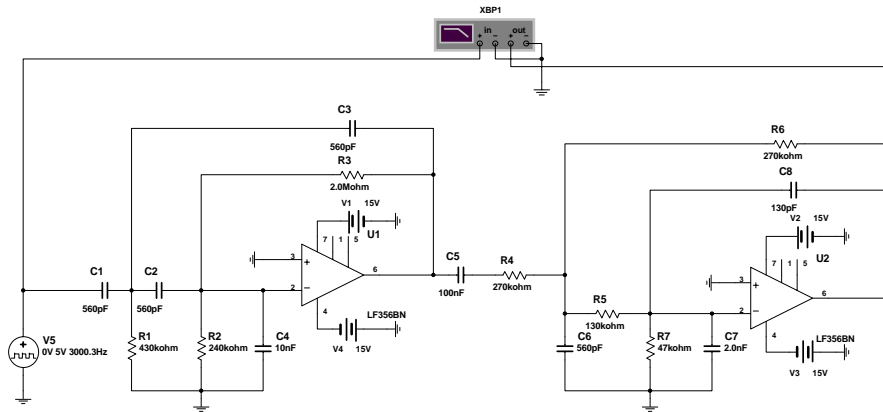 XBP1
in out
+ − + −
C3
560pF
R3
2.0Mohm
V1 15V
U1
7 1 5
3
+
−
2
6
4
LF356BN
V4 15V
C1
560pF
C2
560pF
V5
0V 5V 3000.3Hz
R1
430kohm
R2
240kohm
C4
10nF
C5
100nF
R4
270kohm
R6
270kohm
C8
130pF
V2 15V
U2
7 1 5
3
+
−
2
6
4
LF356BN
V3 15V
R5
130kohm
C6
560pF
R7
47kohm
C7
2.0nF